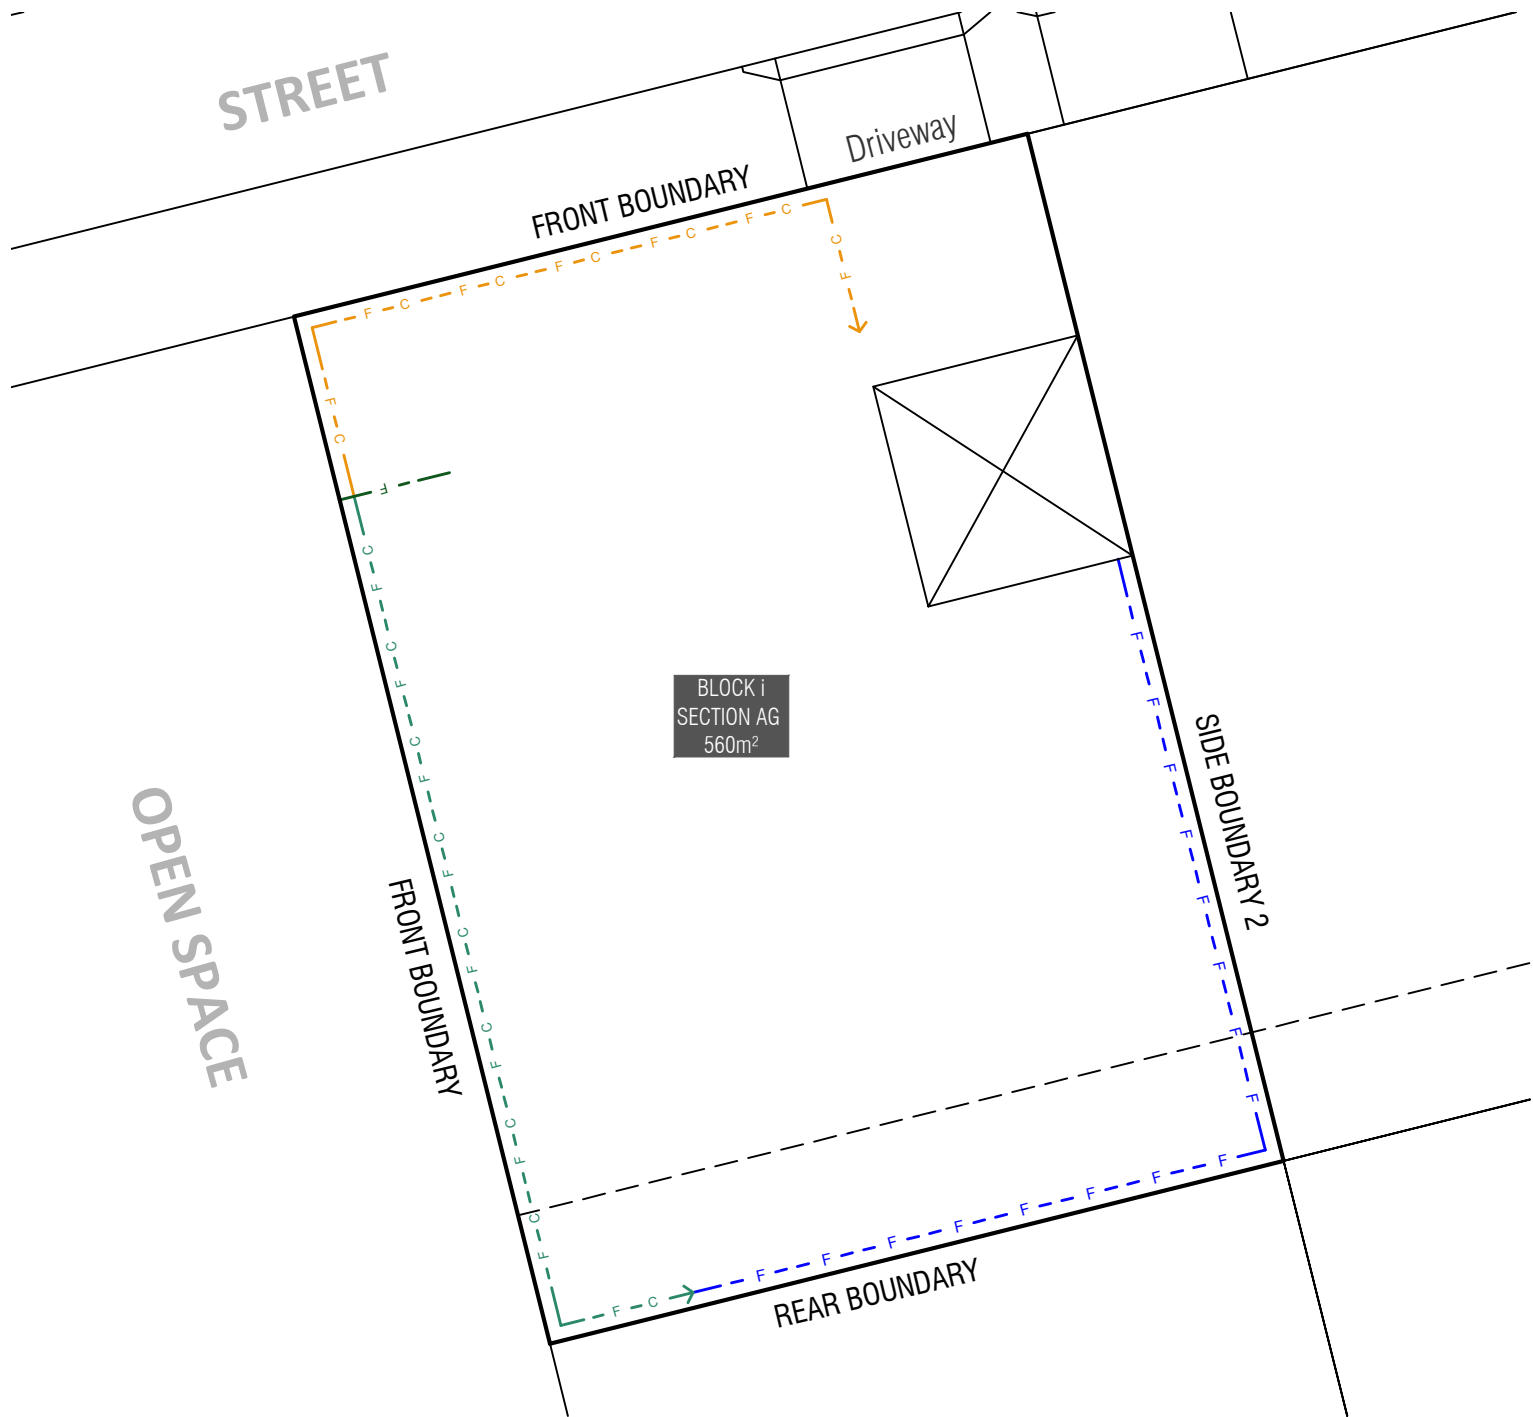 STREET
Driveway
FRONT BOUNDARY
F C F C F C F C F C
C F
F C
F
C F C F C F C F C F C F C F C F
BLOCK i
SECTION AG
560m²
OPEN SPACE
FRONT BOUNDARY
SIDE BOUNDARY 2
F F F F F F F F
F C
F F F F F F F F
REAR BOUNDARY